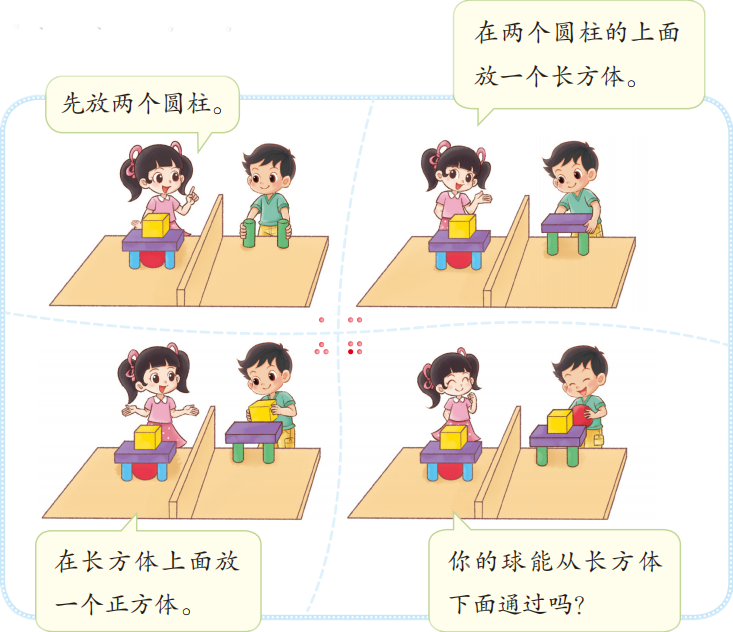 先放两个圆柱。
在两个圆柱的上面
放一个长方体。
在长方体上面放
一个正方体。
你的球能从长方体
下面通过吗？